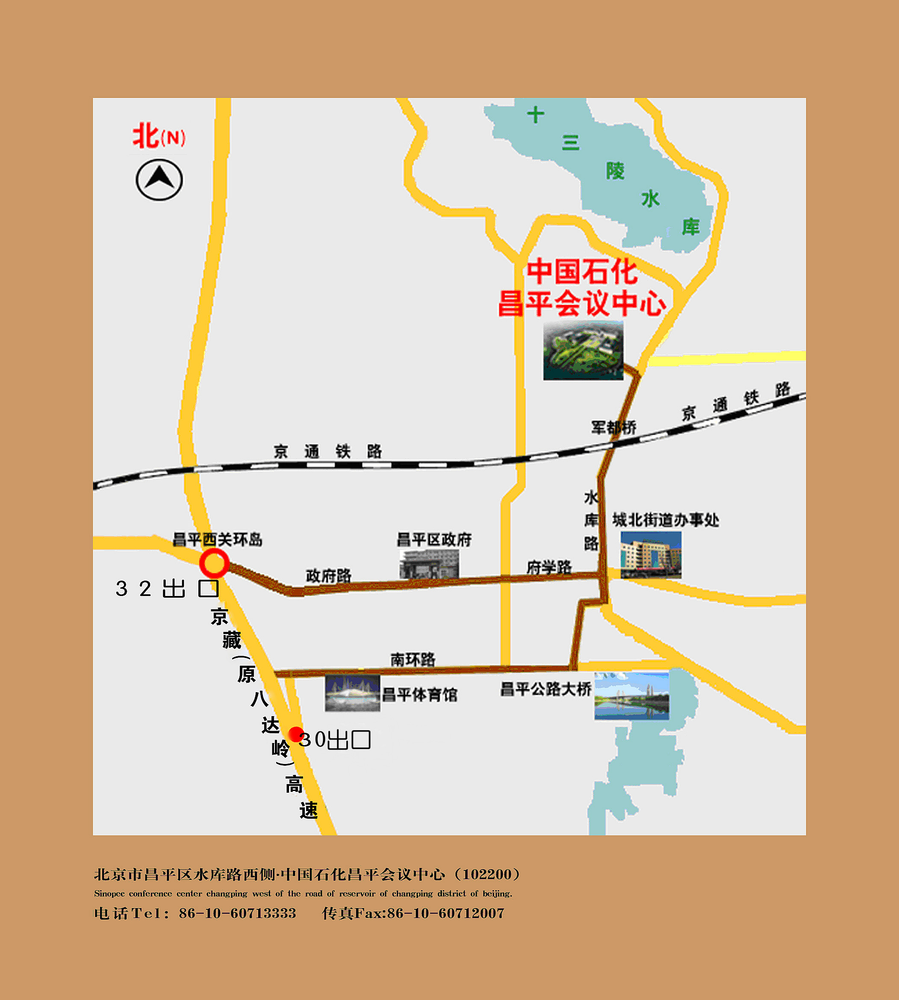 北(N)
十三陵水库
中国石化
昌平会议中心
京通铁路
军都桥
京通铁路
水库路
城北街道办事处
昌平西关环岛
昌平区政府
政府路
府学路
32出口
京藏(原八达岭)高速
南环路
昌平体育馆
昌平公路大桥
30出口
北京市昌平区水库路西侧·中国石化昌平会议中心（102200）
Sinopec conference center changping west of the road of reservoir of changping district of beijing.
电话Tel：86-10-60713333 传真Fax:86-10-60712007